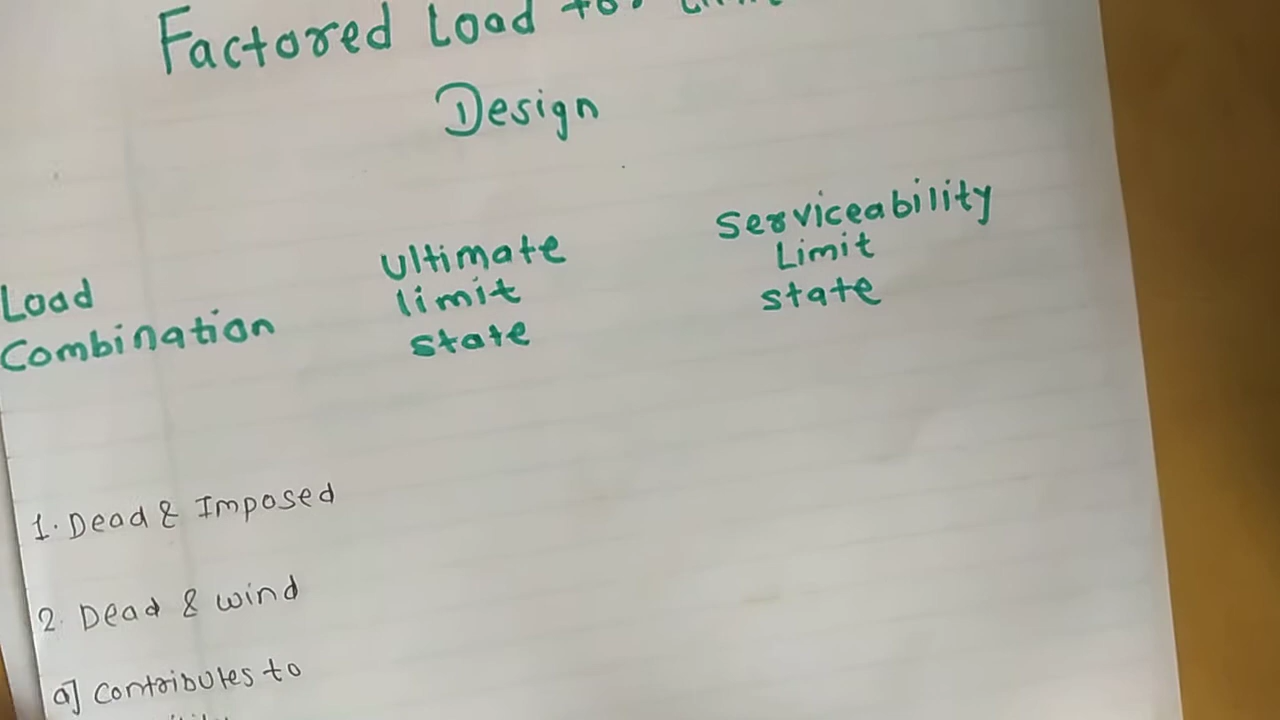 Factored Load for
Design
Load Combination
Ultimate limit state
Serviceability Limit state
1. Dead & Imposed
2. Dead & wind
a] Contributes to